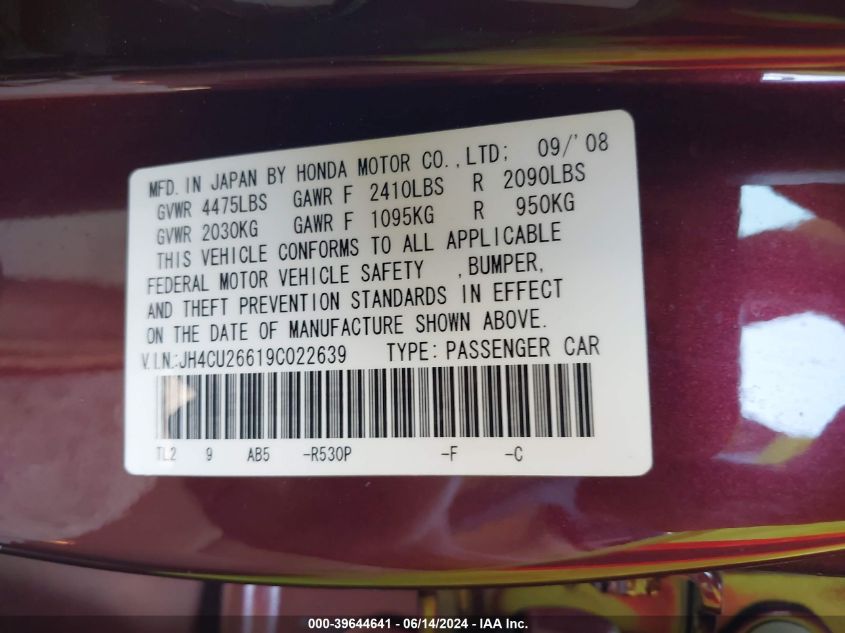 MFD. IN JAPAN BY HONDA MOTOR CO., LTD; 09/'08
GVWR 4475LBS GAWR F 2410LBS R 2090LBS
GVWR 2030KG GAWR F 1095KG R 950KG
THIS VEHICLE CONFORMS TO ALL APPLICABLE
FEDERAL MOTOR VEHICLE SAFETY , BUMPER,
AND THEFT PREVENTION STANDARDS IN EFFECT
ON THE DATE OF MANUFACTURE SHOWN ABOVE.
V.I.N.:JH4CU26619C022639 TYPE: PASSENGER CAR
TL2 9 AB5 -R530P -F -C
000-39644641 - 06/14/2024 - IAA Inc.